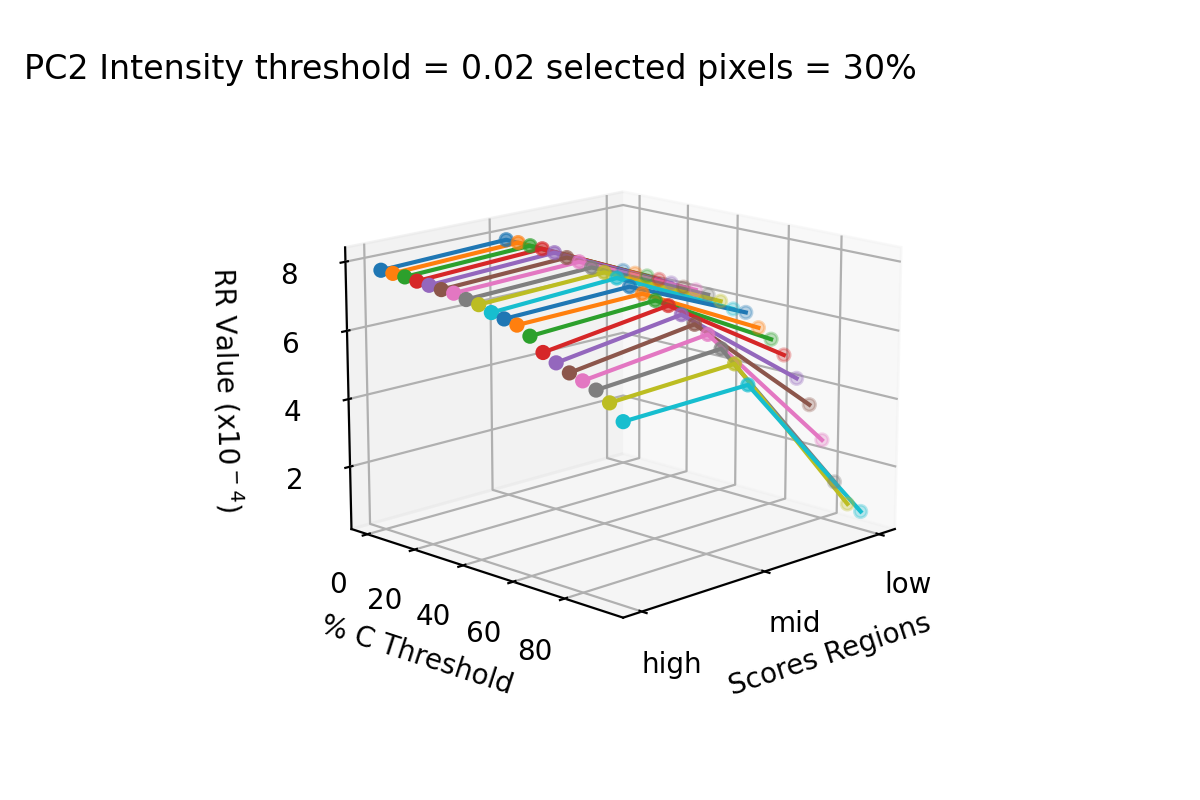 PC2 Intensity threshold = 0.02 selected pixels = 30%
RR Value (x10⁻⁴)
8
6
4
2
0
20
40
60
80
% C Threshold
high
mid
low
Scores Regions